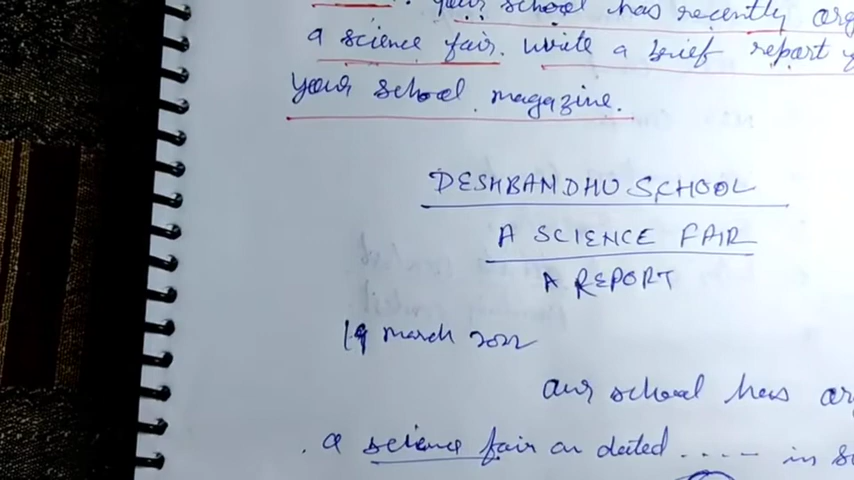 . your school has recently org
a science fair. write a brief report
your school magazine.
DESHBANDHU SCHOOL
A SCIENCE FAIR
A REPORT
19 march 2022
our school has
a science fair on dated ..... in